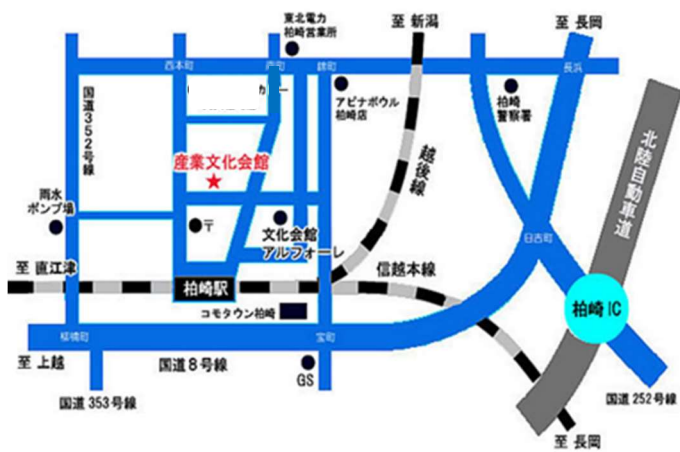 東北電力
柏崎営業所
至 新潟
至 長岡
西本町
錦町
長浜
国道352号線
アピナボウル
柏崎店
柏崎
警察署
越後線
北陸自動車道
産業文化会館
雨水
ポンプ場
〒
文化会館
アルフォーレ
日吉町
至 直江津
柏崎駅
信越本線
柏崎IC
コモタウン柏崎
宝町
至 上越
国道8号線
GS
国道353号線
国道252号線
至 長岡